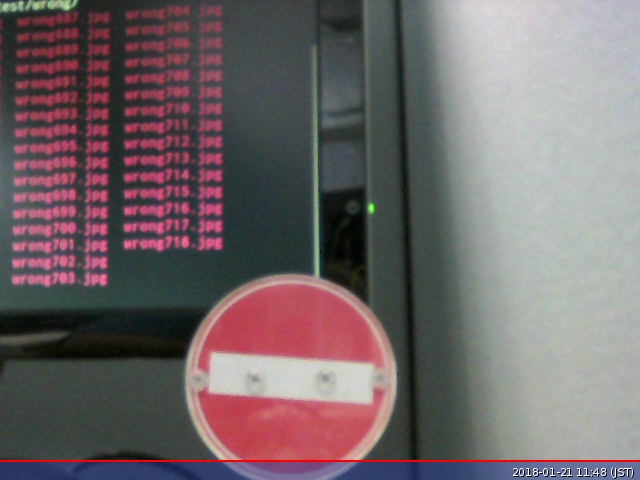 test/wrong/
wrong687.jpg wrong704.jpg
wrong688.jpg wrong705.jpg
wrong689.jpg wrong706.jpg
wrong690.jpg wrong707.jpg
wrong691.jpg wrong708.jpg
wrong692.jpg wrong709.jpg
wrong693.jpg wrong710.jpg
wrong694.jpg wrong711.jpg
wrong695.jpg wrong712.jpg
wrong696.jpg wrong713.jpg
wrong697.jpg wrong714.jpg
wrong698.jpg wrong715.jpg
wrong699.jpg wrong716.jpg
wrong700.jpg wrong717.jpg
wrong701.jpg wrong718.jpg
wrong702.jpg
wrong703.jpg
2018-01-21 11:48 (JST)